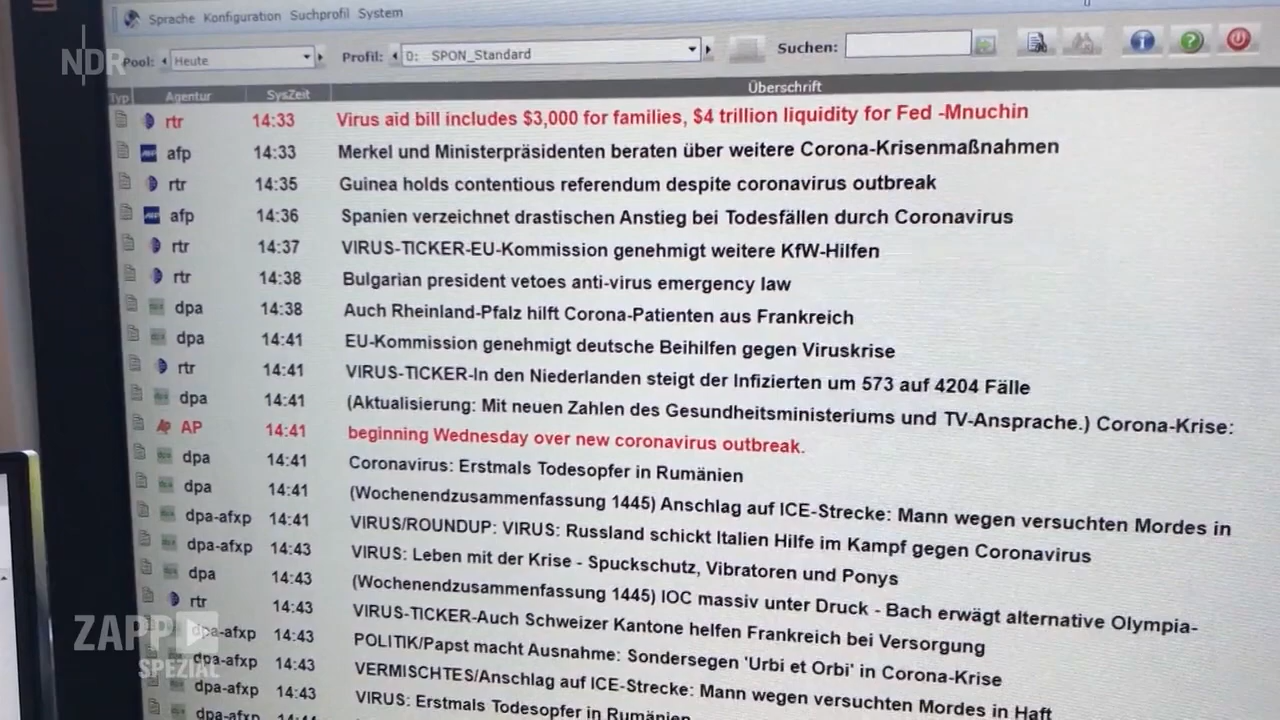 Sprache Konfiguration Suchprofil System
NDR
Pool: Heute Profil: D: SPON_Standard Suchen:
Typ Agentur SysZeit Überschrift
rtr 14:33 Virus aid bill includes $3,000 for families, $4 trillion liquidity for Fed -Mnuchin
afp 14:33 Merkel und Ministerpräsidenten beraten über weitere Corona-Krisenmaßnahmen
rtr 14:35 Guinea holds contentious referendum despite coronavirus outbreak
afp 14:36 Spanien verzeichnet drastischen Anstieg bei Todesfällen durch Coronavirus
rtr 14:37 VIRUS-TICKER-EU-Kommission genehmigt weitere KfW-Hilfen
rtr 14:38 Bulgarian president vetoes anti-virus emergency law
dpa 14:38 Auch Rheinland-Pfalz hilft Corona-Patienten aus Frankreich
dpa 14:41 EU-Kommission genehmigt deutsche Beihilfen gegen Viruskrise
rtr 14:41 VIRUS-TICKER-In den Niederlanden steigt der Infizierten um 573 auf 4204 Fälle
dpa 14:41 (Aktualisierung: Mit neuen Zahlen des Gesundheitsministeriums und TV-Ansprache.) Corona-Krise:
AP AP 14:41 beginning Wednesday over new coronavirus outbreak.
dpa 14:41 Coronavirus: Erstmals Todesopfer in Rumänien
dpa 14:41 (Wochenendzusammenfassung 1445) Anschlag auf ICE-Strecke: Mann wegen versuchten Mordes in
dpa-afxp 14:41 VIRUS/ROUNDUP: VIRUS: Russland schickt Italien Hilfe im Kampf gegen Coronavirus
dpa-afxp 14:43 VIRUS: Leben mit der Krise - Spuckschutz, Vibratoren und Ponys
dpa 14:43 (Wochenendzusammenfassung 1445) IOC massiv unter Druck - Bach erwägt alternative Olympia-
rtr 14:43 VIRUS-TICKER-Auch Schweizer Kantone helfen Frankreich bei Versorgung
dpa-afxp 14:43 POLITIK/Papst macht Ausnahme: Sondersegen 'Urbi et Orbi' in Corona-Krise
dpa-afxp 14:43 VERMISCHTES/Anschlag auf ICE-Strecke: Mann wegen versuchten Mordes in Haft
dpa-afxp 14:43 VIRUS: Erstmals Todesopfer in Rumänien
dpa-afxp 14:44
ZAPP
SPEZIAL